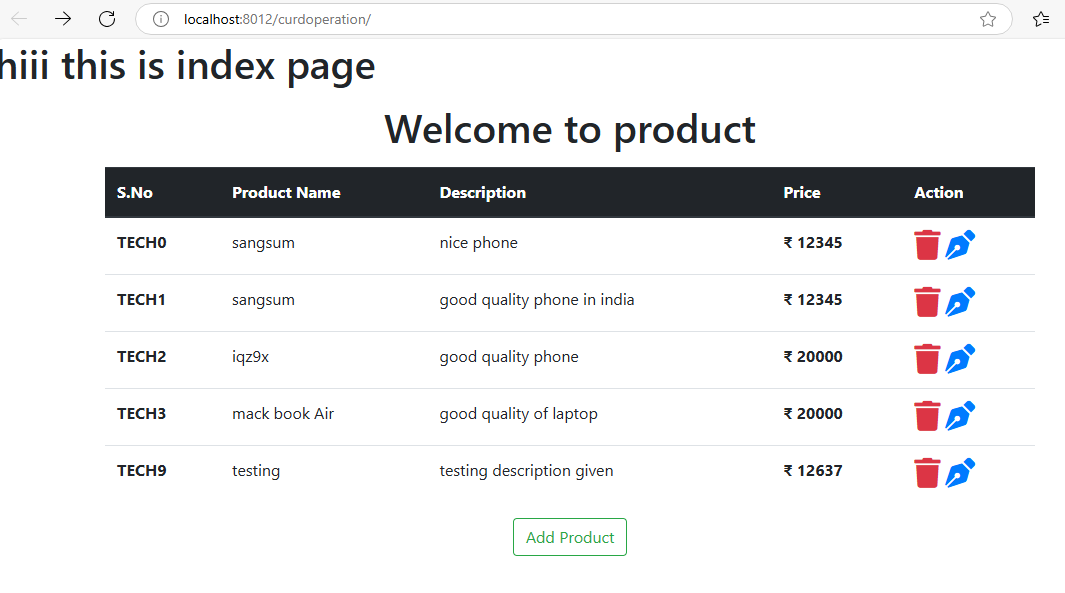 localhost:8012/curdoperation/
hiii this is index page
Welcome to product
S.No Product Name Description Price Action
TECH0 sangsum nice phone ₹ 12345
TECH1 sangsum good quality phone in india ₹ 12345
TECH2 iqz9x good quality phone ₹ 20000
TECH3 mack book Air good quality of laptop ₹ 20000
TECH9 testing testing description given ₹ 12637
Add Product